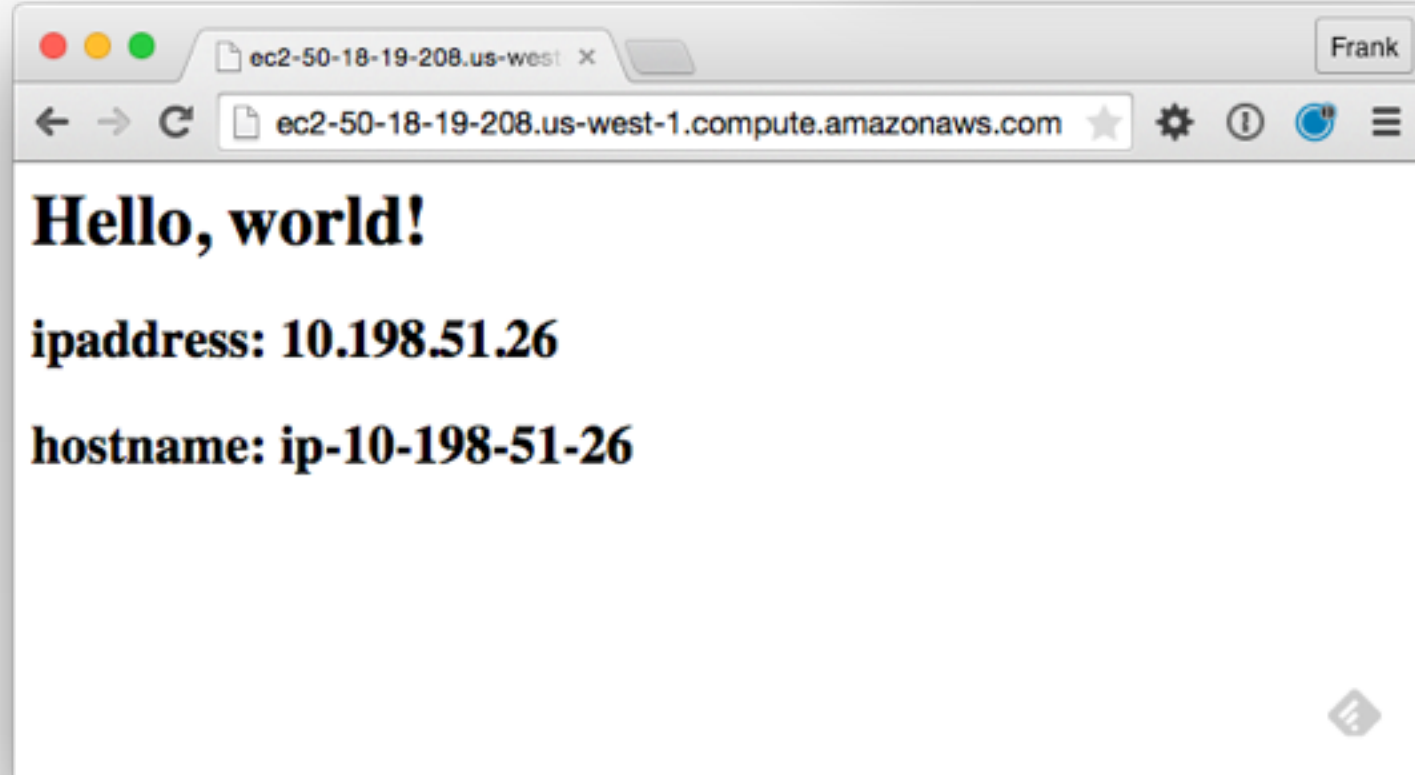 ec2-50-18-19-208.us-west
Frank
ec2-50-18-19-208.us-west-1.compute.amazonaws.com
Hello, world!
ipaddress: 10.198.51.26
hostname: ip-10-198-51-26